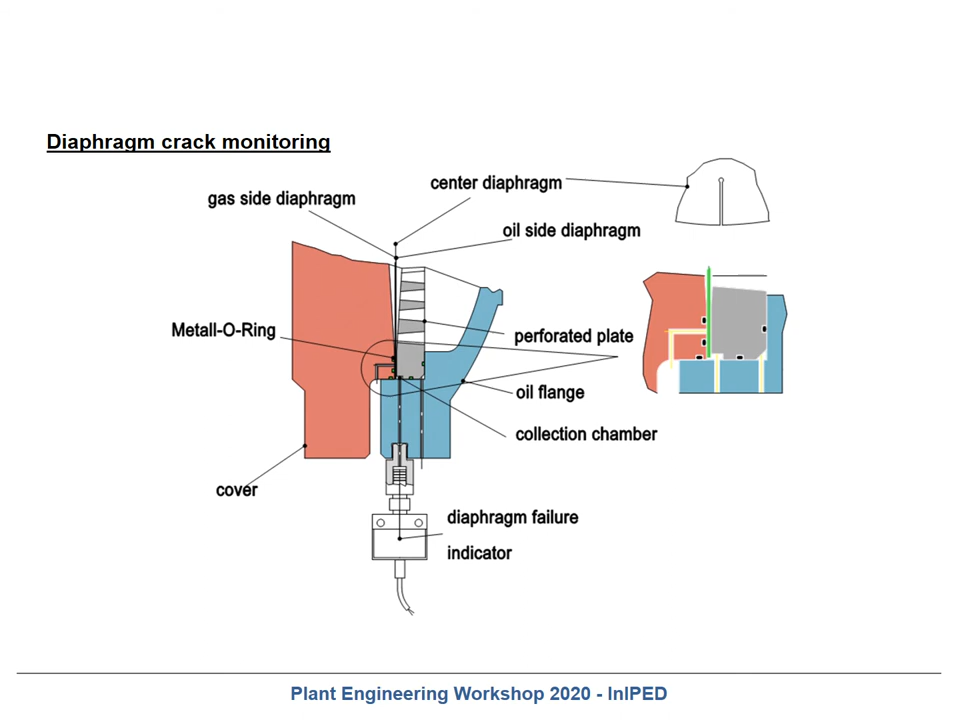 Diaphragm crack monitoring
center diaphragm
gas side diaphragm
oil side diaphragm
Metall-O-Ring
perforated plate
oil flange
collection chamber
cover
diaphragm failure
indicator
Plant Engineering Workshop 2020 - InIPED